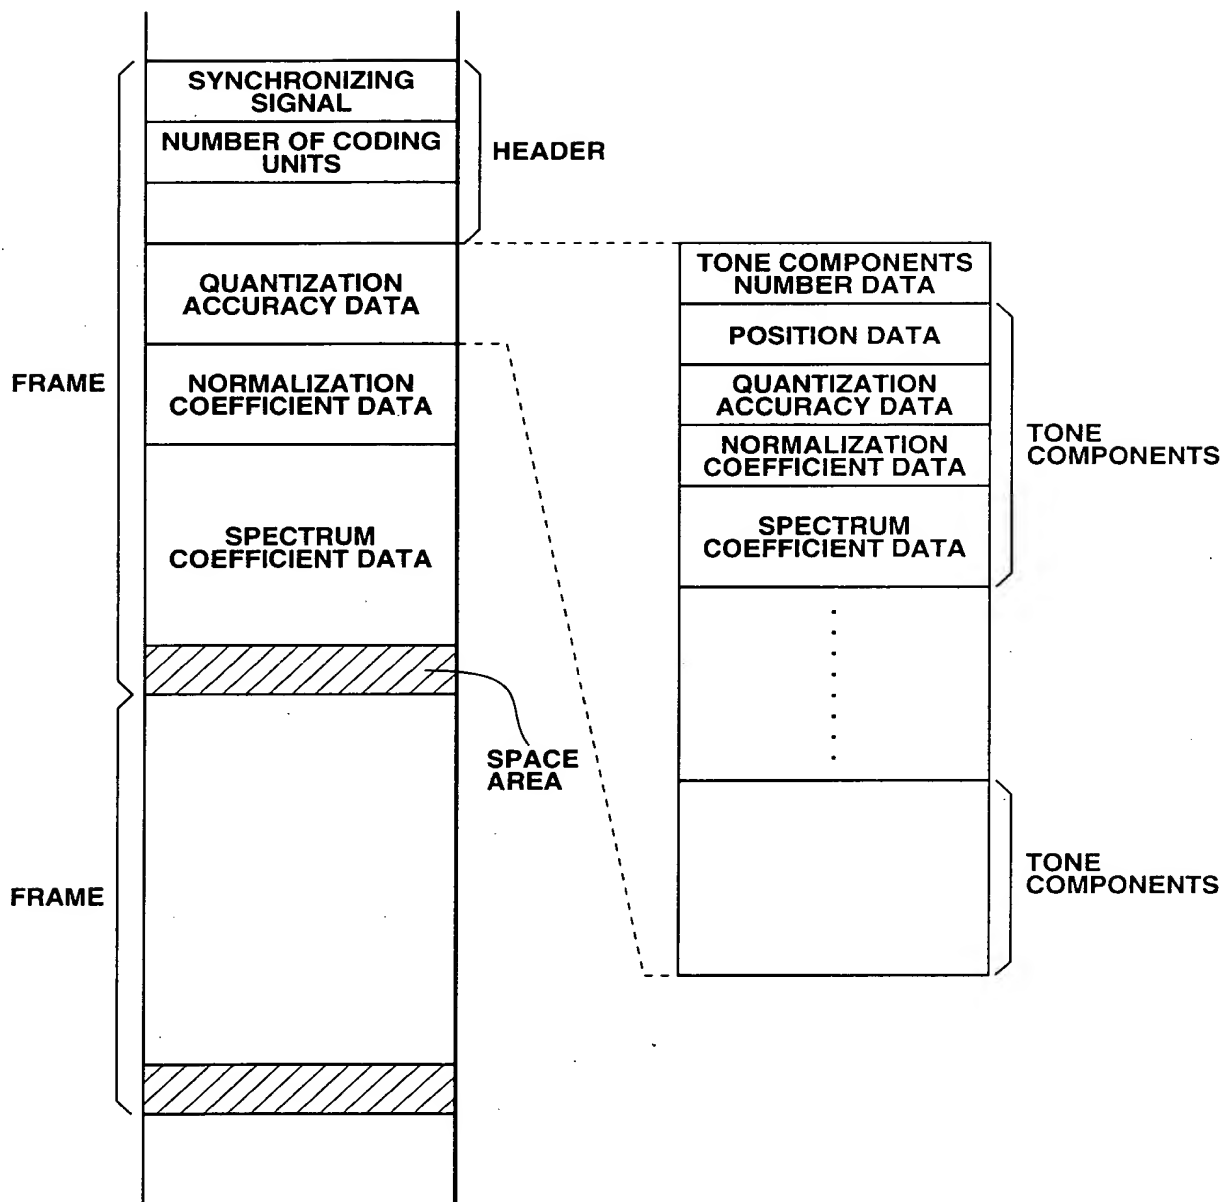 SYNCHRONIZING
SIGNAL
NUMBER OF CODING
UNITS
HEADER
QUANTIZATION
ACCURACY DATA
FRAME
NORMALIZATION
COEFFICIENT DATA
SPECTRUM
COEFFICIENT DATA
SPACE
AREA
FRAME
TONE COMPONENTS
NUMBER DATA
POSITION DATA
QUANTIZATION
ACCURACY DATA
NORMALIZATION
COEFFICIENT DATA
SPECTRUM
COEFFICIENT DATA
TONE
COMPONENTS
TONE
COMPONENTS